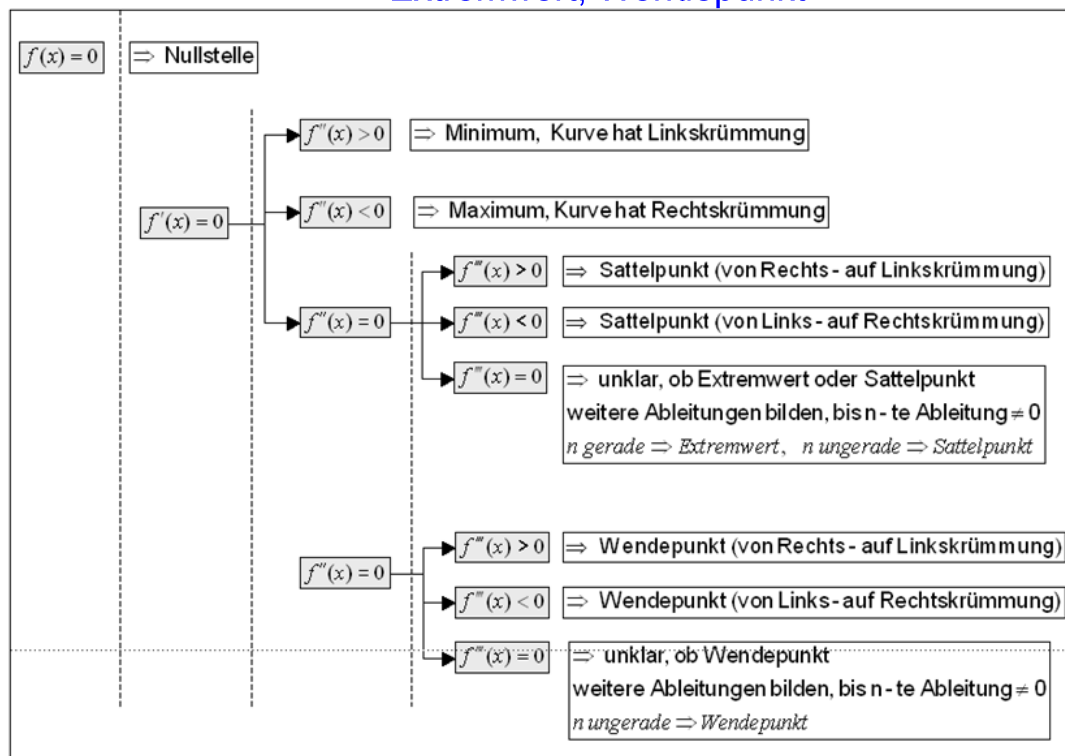 Extremwert, Wendepunkt
f(x) = 0 ⇒ Nullstelle
f''(x) > 0 ⇒ Minimum, Kurve hat Linkskrümmung
f'(x) = 0
f''(x) < 0 ⇒ Maximum, Kurve hat Rechtskrümmung
f'''(x) > 0 ⇒ Sattelpunkt (von Rechts - auf Linkskrümmung)
f''(x) = 0
f'''(x) < 0 ⇒ Sattelpunkt (von Links - auf Rechtskrümmung)
f'''(x) = 0 ⇒ unklar, ob Extremwert oder Sattelpunkt
weitere Ableitungen bilden, bis n - te Ableitung ≠ 0
n gerade ⇒ Extremwert, n ungerade ⇒ Sattelpunkt
f'''(x) > 0 ⇒ Wendepunkt (von Rechts - auf Linkskrümmung)
f''(x) = 0
f'''(x) < 0 ⇒ Wendepunkt (von Links - auf Rechtskrümmung)
f'''(x) = 0 ⇒ unklar, ob Wendepunkt
weitere Ableitungen bilden, bis n - te Ableitung ≠ 0
n ungerade ⇒ Wendepunkt